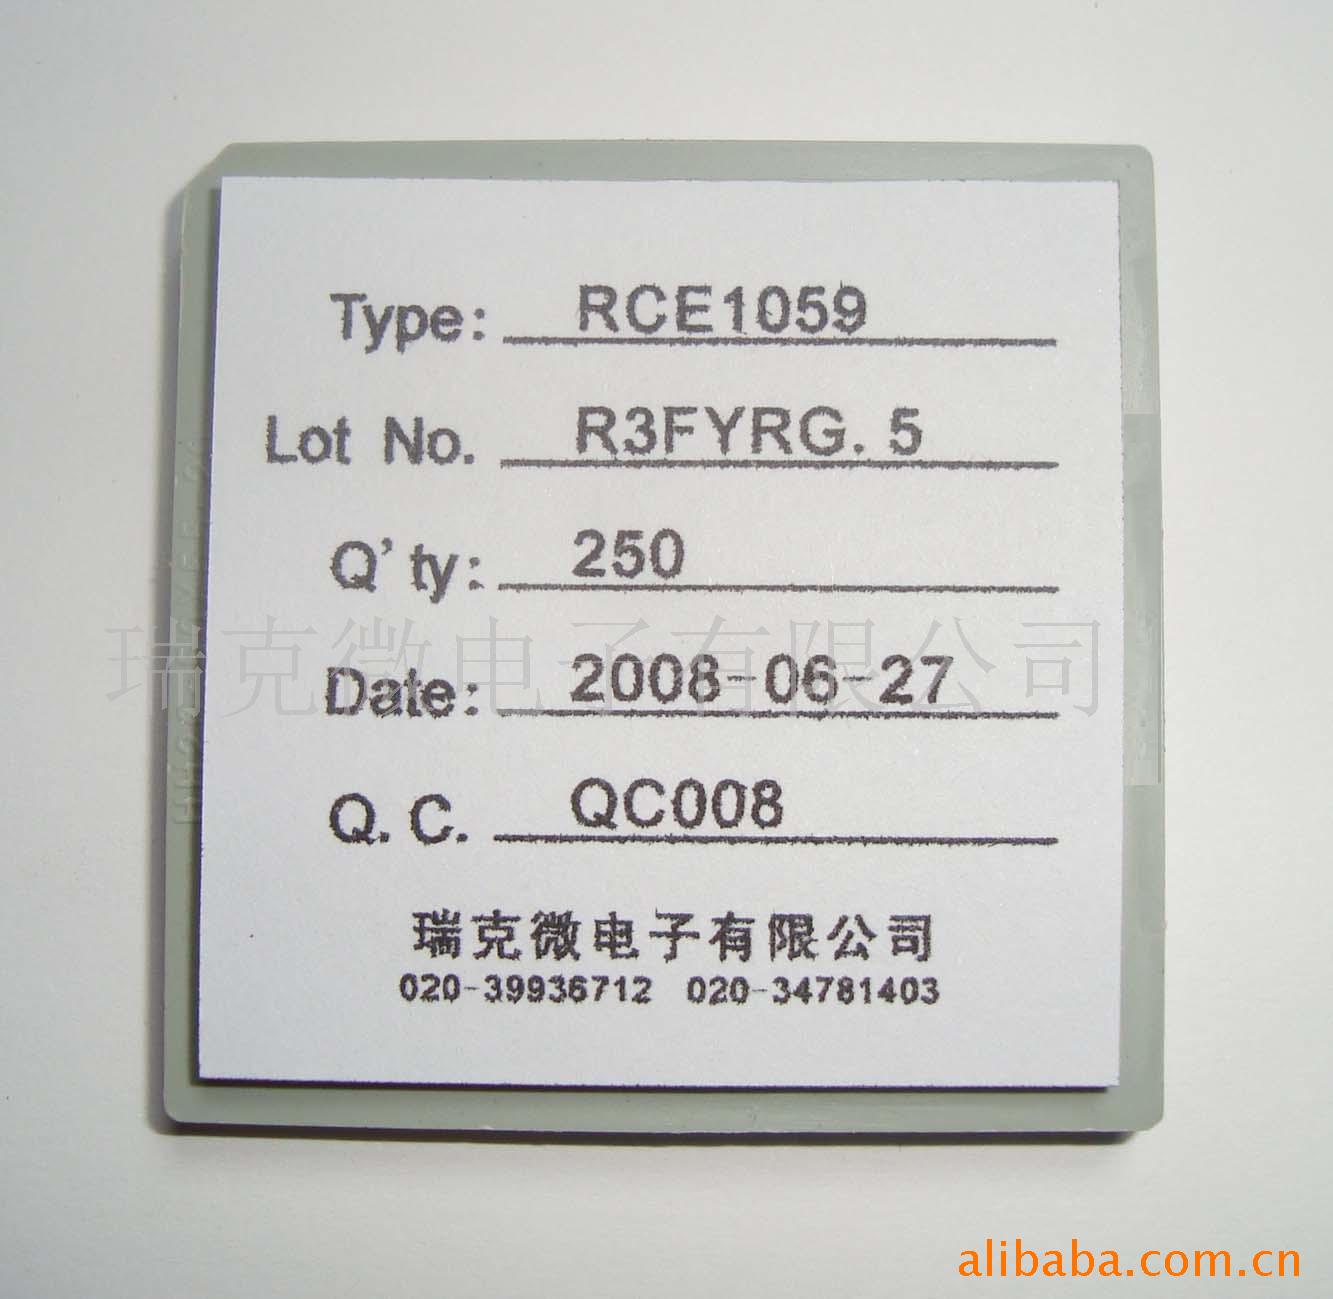 Type: RCE1059
Lot No. R3FYRG. 5
Q' ty: 250
瑞克微电子有限公司
Date: 2008-06-27
Q. C. QC008
瑞克微电子有限公司
020-39936712 020-34781403
alibaba.com.cn